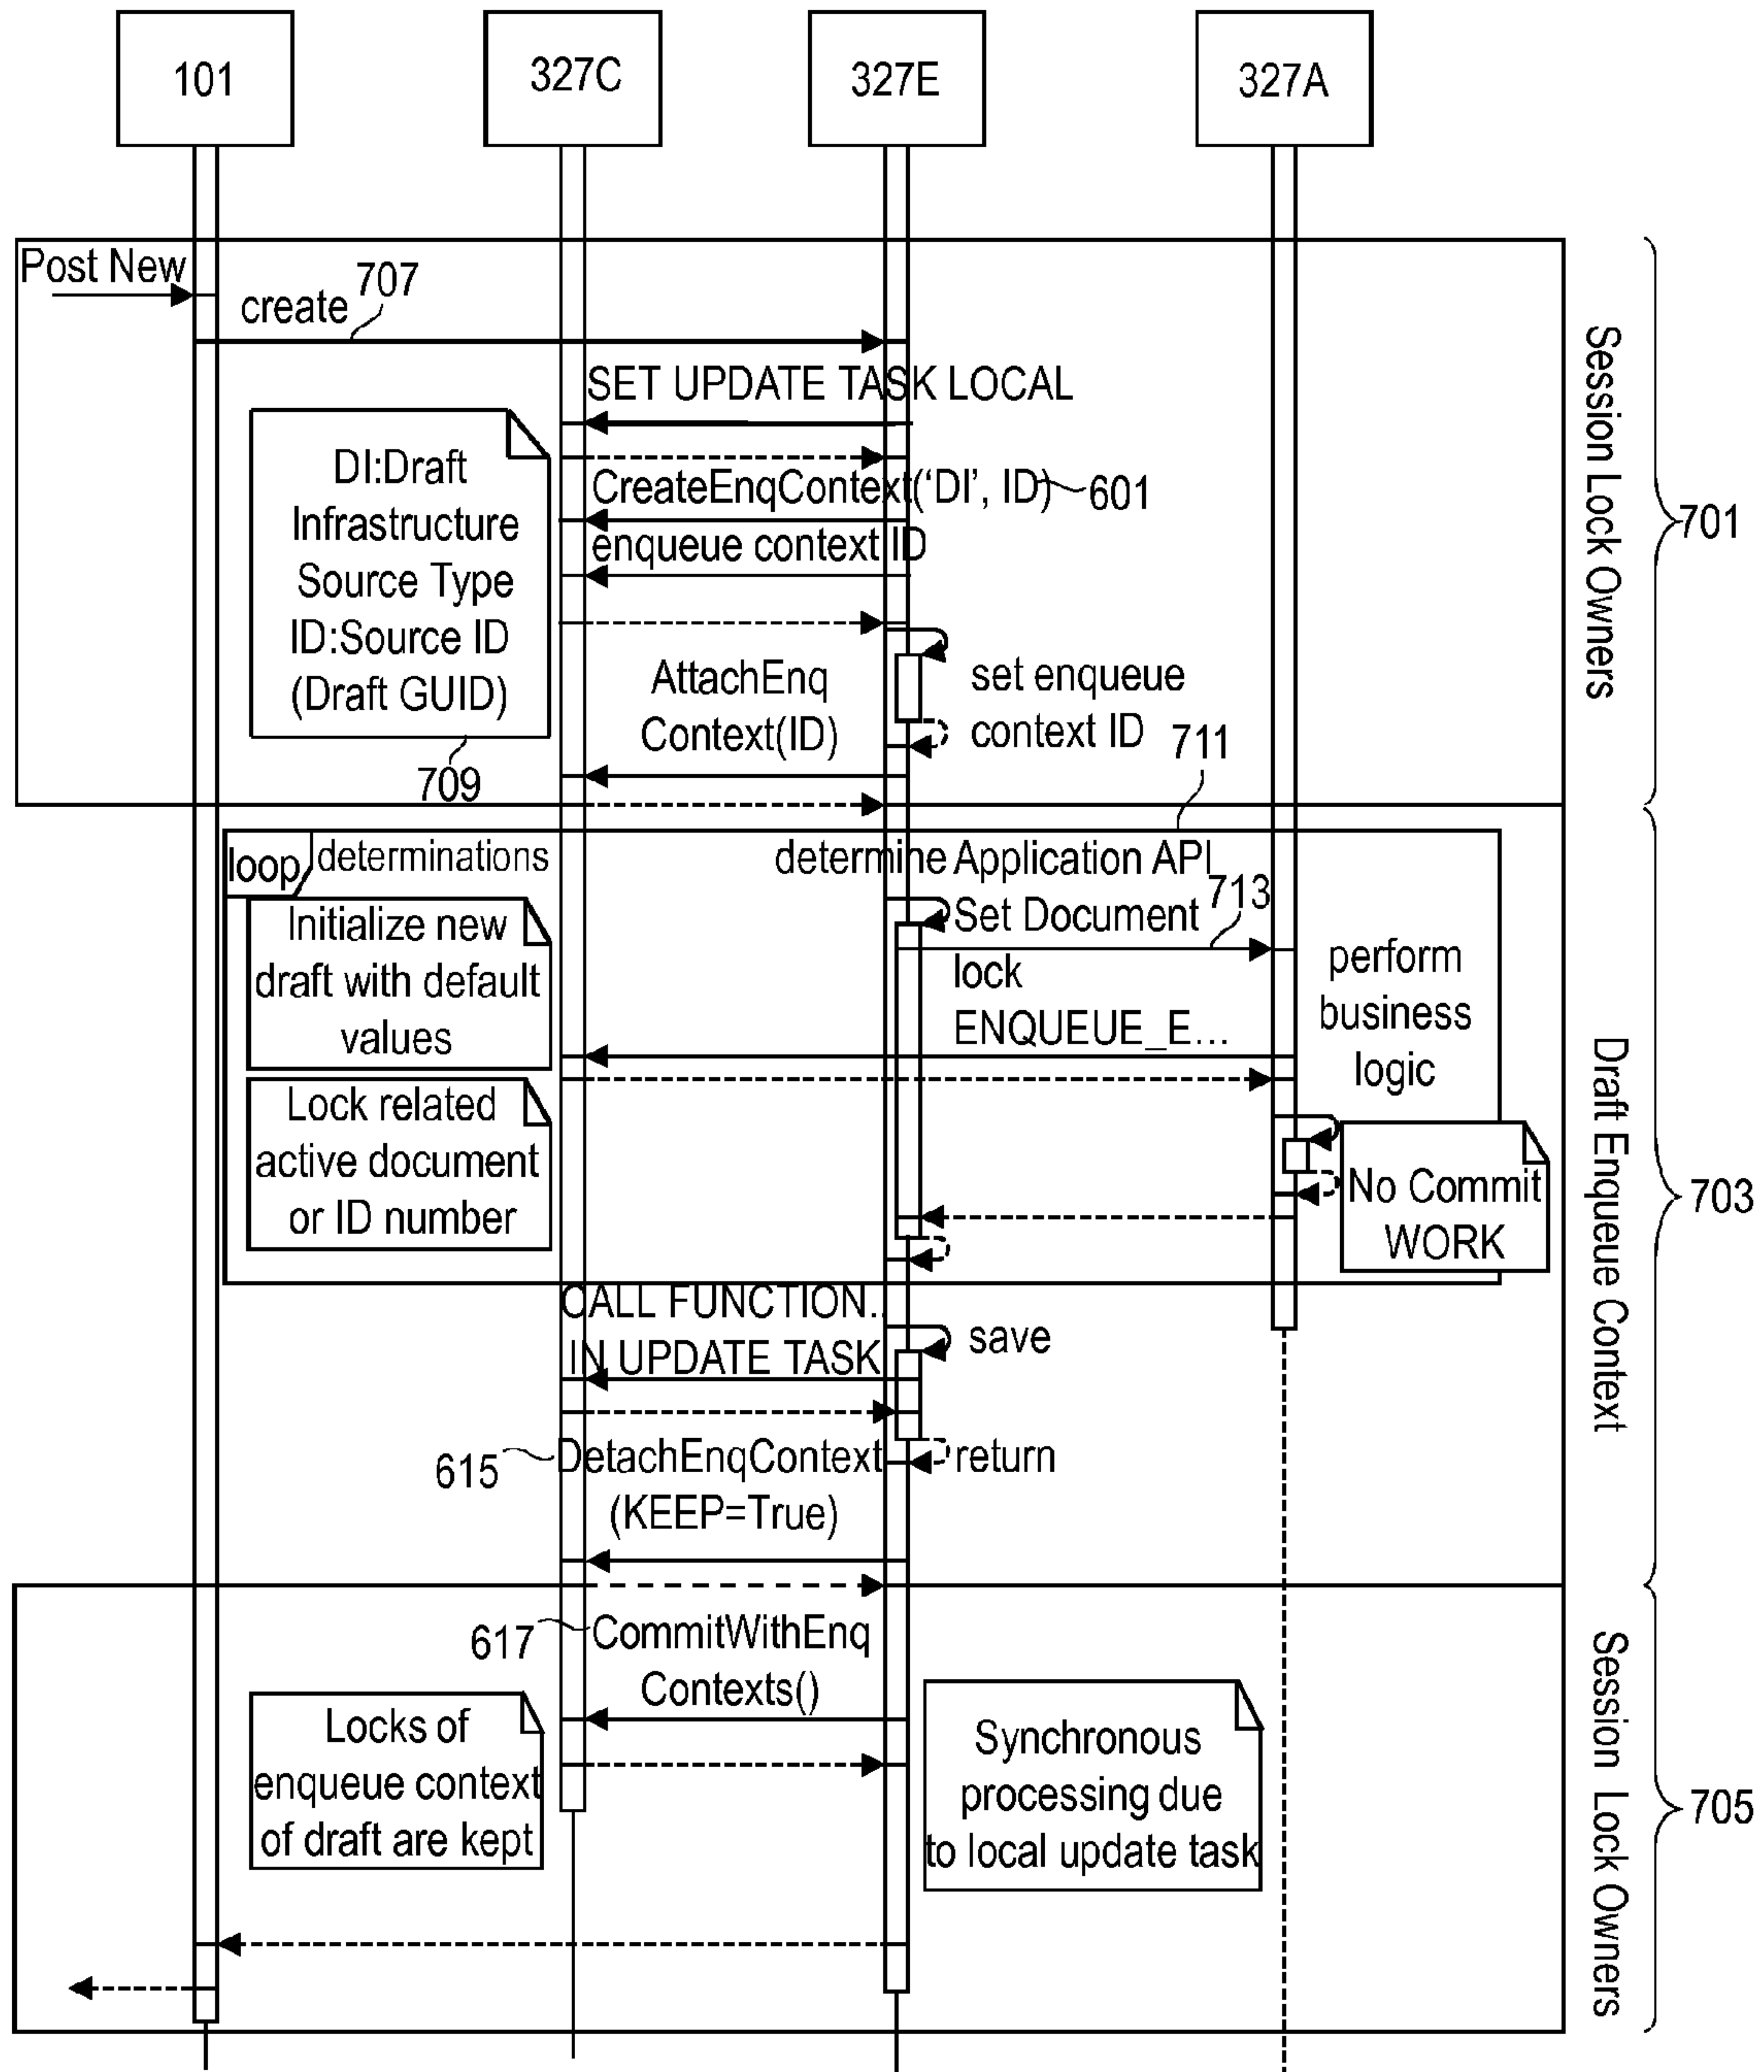 101
327C
327E
327A
Post New
create
707
SET UPDATE TASK LOCAL
DI:Draft
Infrastructure
Source Type
ID:Source ID
(Draft GUID)
709
CreateEnqContext('DI', ID)
601
enqueue context ID
AttachEnq
Context(ID)
set enqueue
context ID
Session Lock Owners
701
711
loop
determinations
determine Application API
Initialize new
draft with default
values
Set Document
713
lock
ENQUEUE_E...
perform
business
logic
Lock related
active document
or ID number
No Commit
WORK
Draft Enqueue Context
703
CALL FUNCTION..
IN UPDATE TASK
save
615
DetachEnqContext
(KEEP=True)
return
617
CommitWithEnq
Contexts()
Locks of
enqueue context
of draft are kept
Synchronous
processing due
to local update task
Session Lock Owners
705